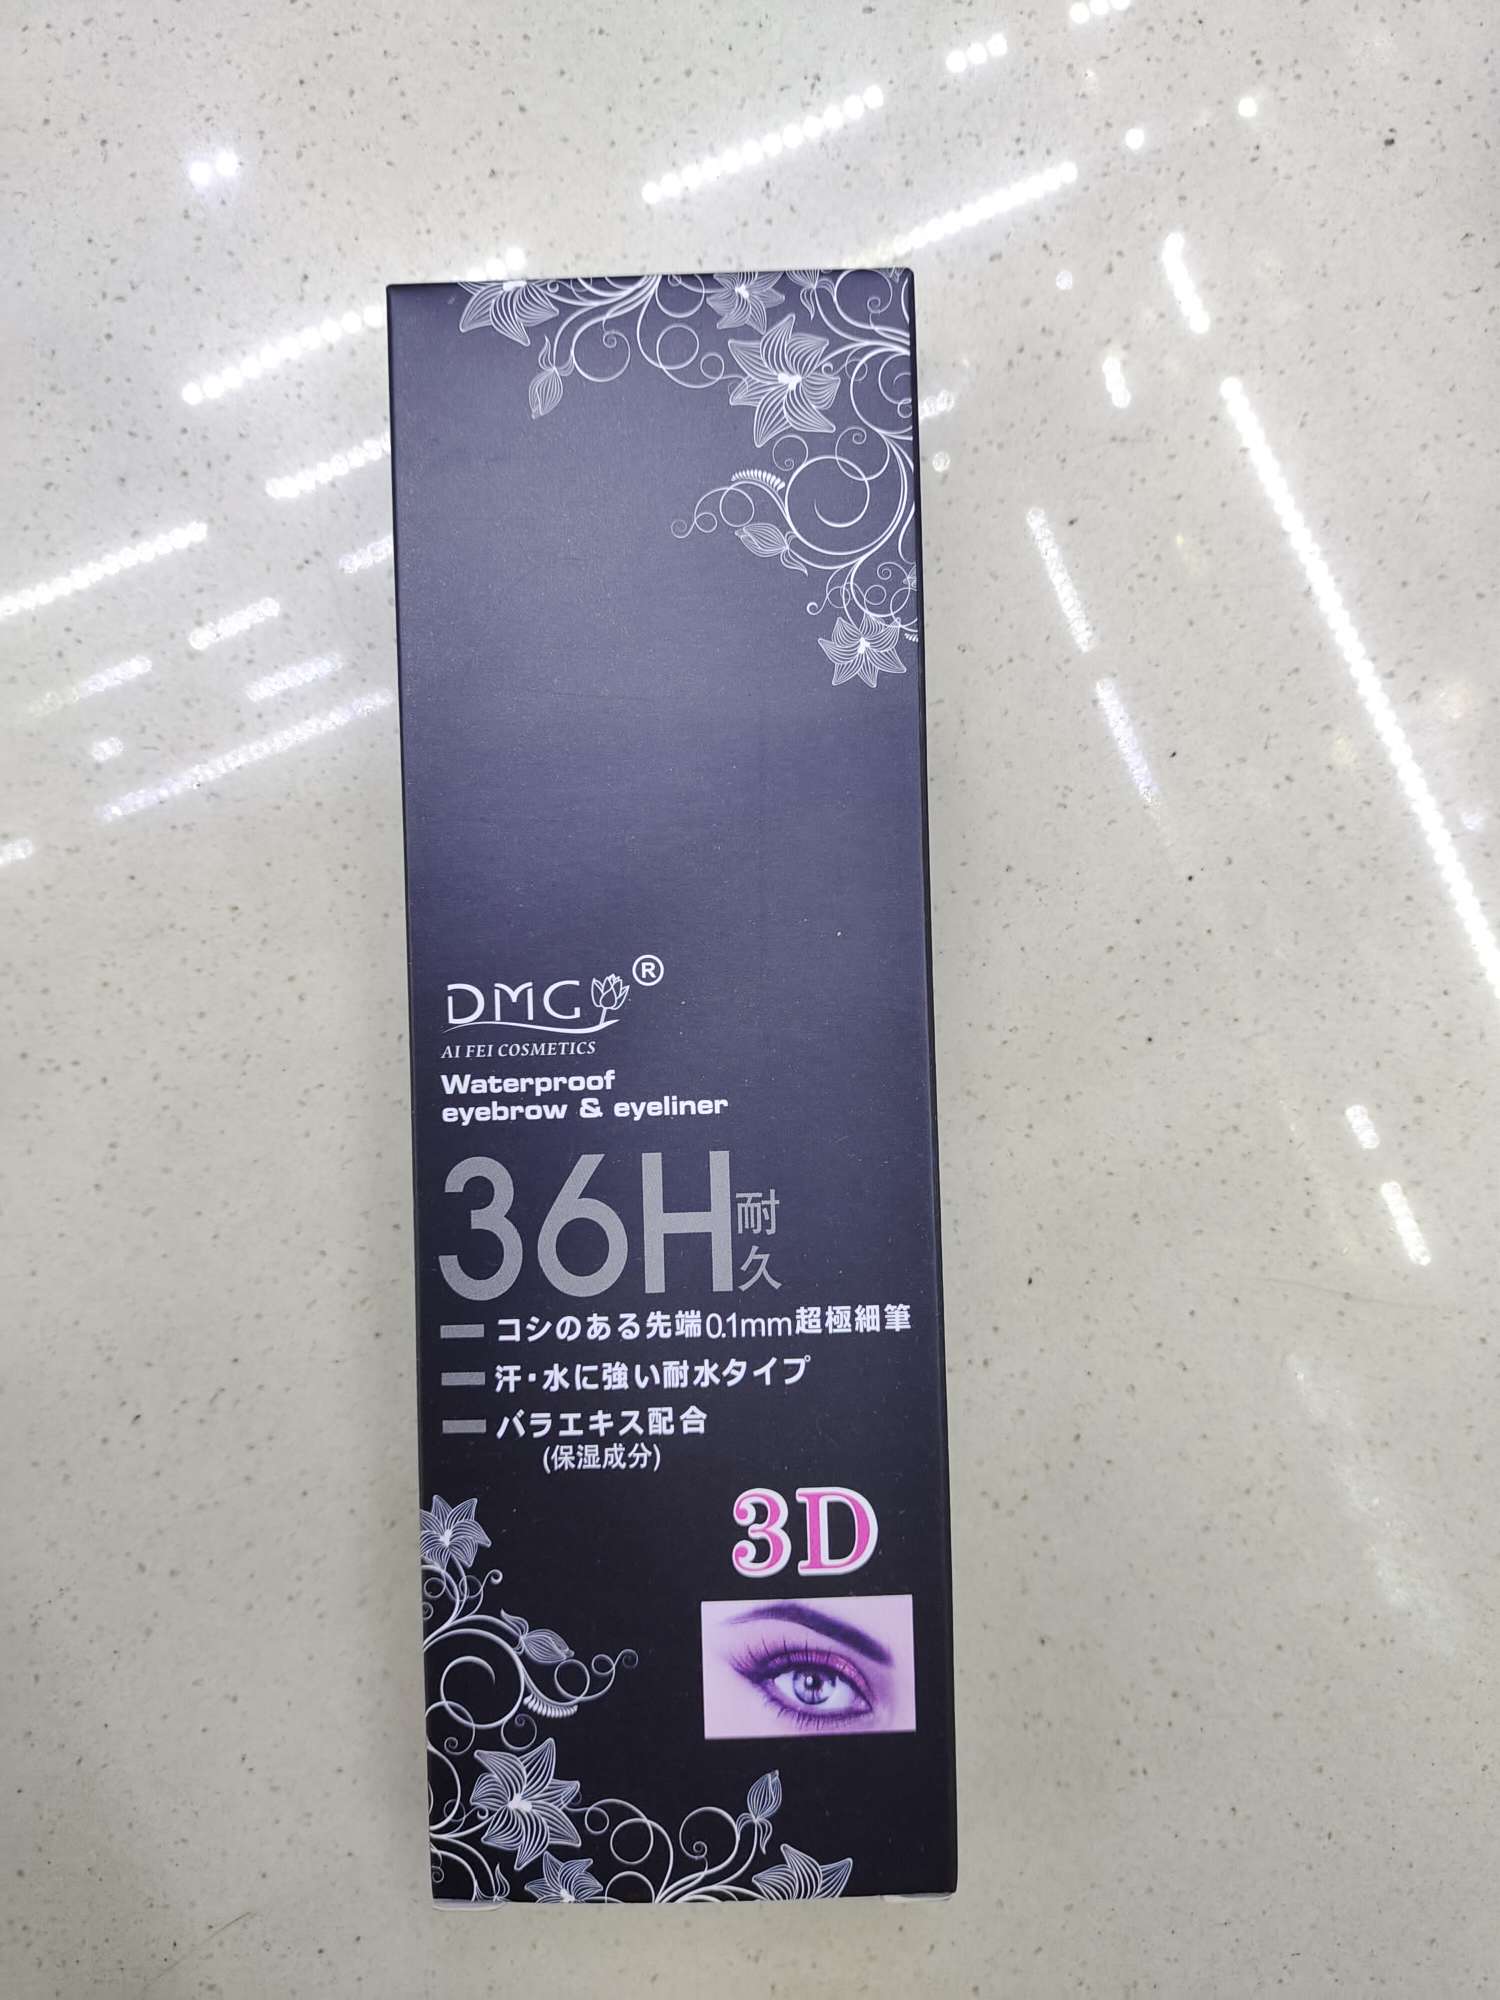 DMG®
AI FEI COSMETICS
Waterproof
eyebrow & eyeliner
36H耐久
コシのある先端0.1mm超極細筆
汗・水に強い耐水タイプ
バラエキス配合
(保湿成分)
3D